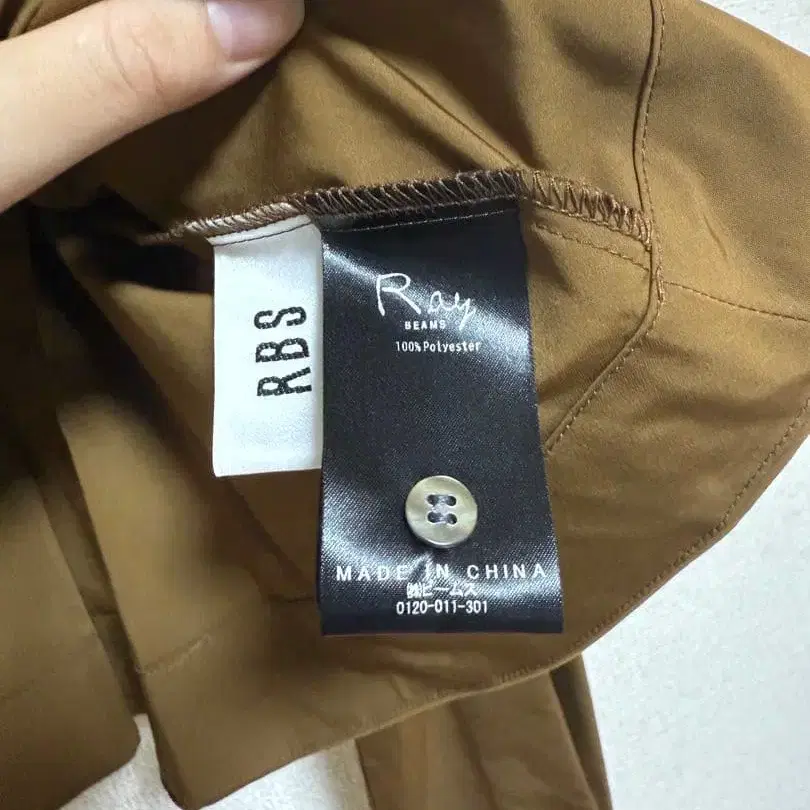 RBS
Ray
BEAMS
100% Polyester
MADE IN CHINA
㈱ビームス
0120-011-301